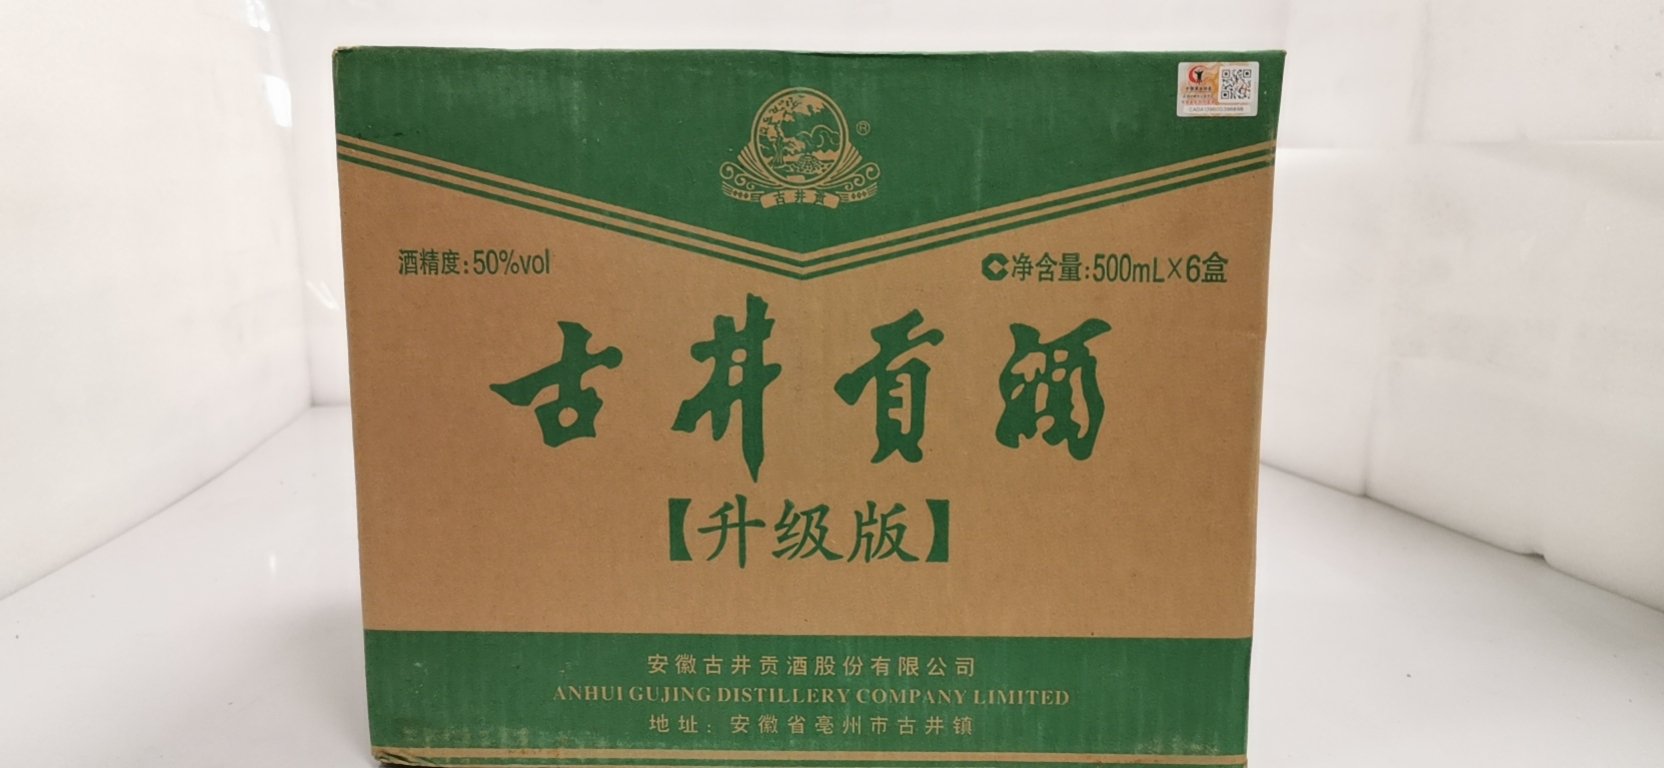 古井贡
®
酒精度:50%vol
净含量:500mL×6盒
古井贡酒
【升级版】
安徽古井贡酒股份有限公司
ANHUI GUJING DISTILLERY COMPANY LIMITED
地址：安徽省亳州市古井镇